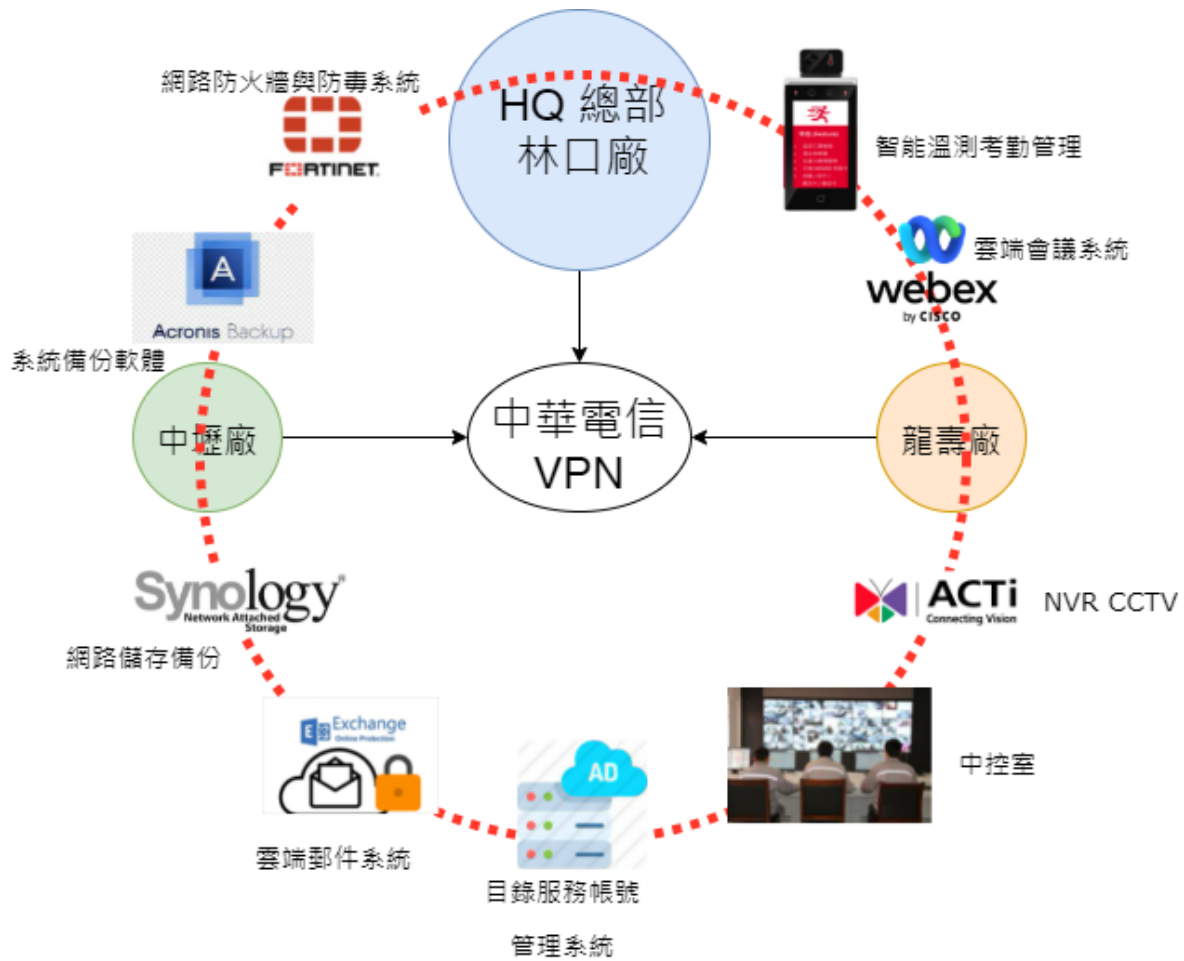 網路防火牆與防毒系統
FORTINET
HQ 總部
林口廠
智能溫測考勤管理
雲端會議系統
webex
by CISCO
A
Acronis Backup
系統備份軟體
中壢廠
中華電信
VPN
龍壽廠
Synology
Network Attached
Storage
網路儲存備份
ACTi
Connecting Vision
NVR CCTV
E
Exchange
Online Protection
雲端郵件系統
AD
目錄服務帳號
管理系統
中控室